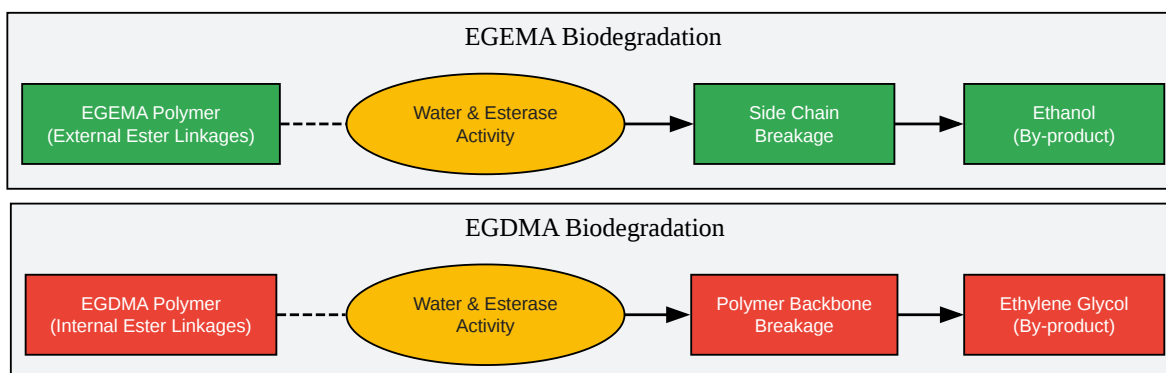 EGEMA Biodegradation
EGEMA Polymer
(External Ester Linkages)
Water & Esterase
Activity
Side Chain
Breakage
Ethanol
(By-product)
EGDMA Biodegradation
EGDMA Polymer
(Internal Ester Linkages)
Water & Esterase
Activity
Polymer Backbone
Breakage
Ethylene Glycol
(By-product)